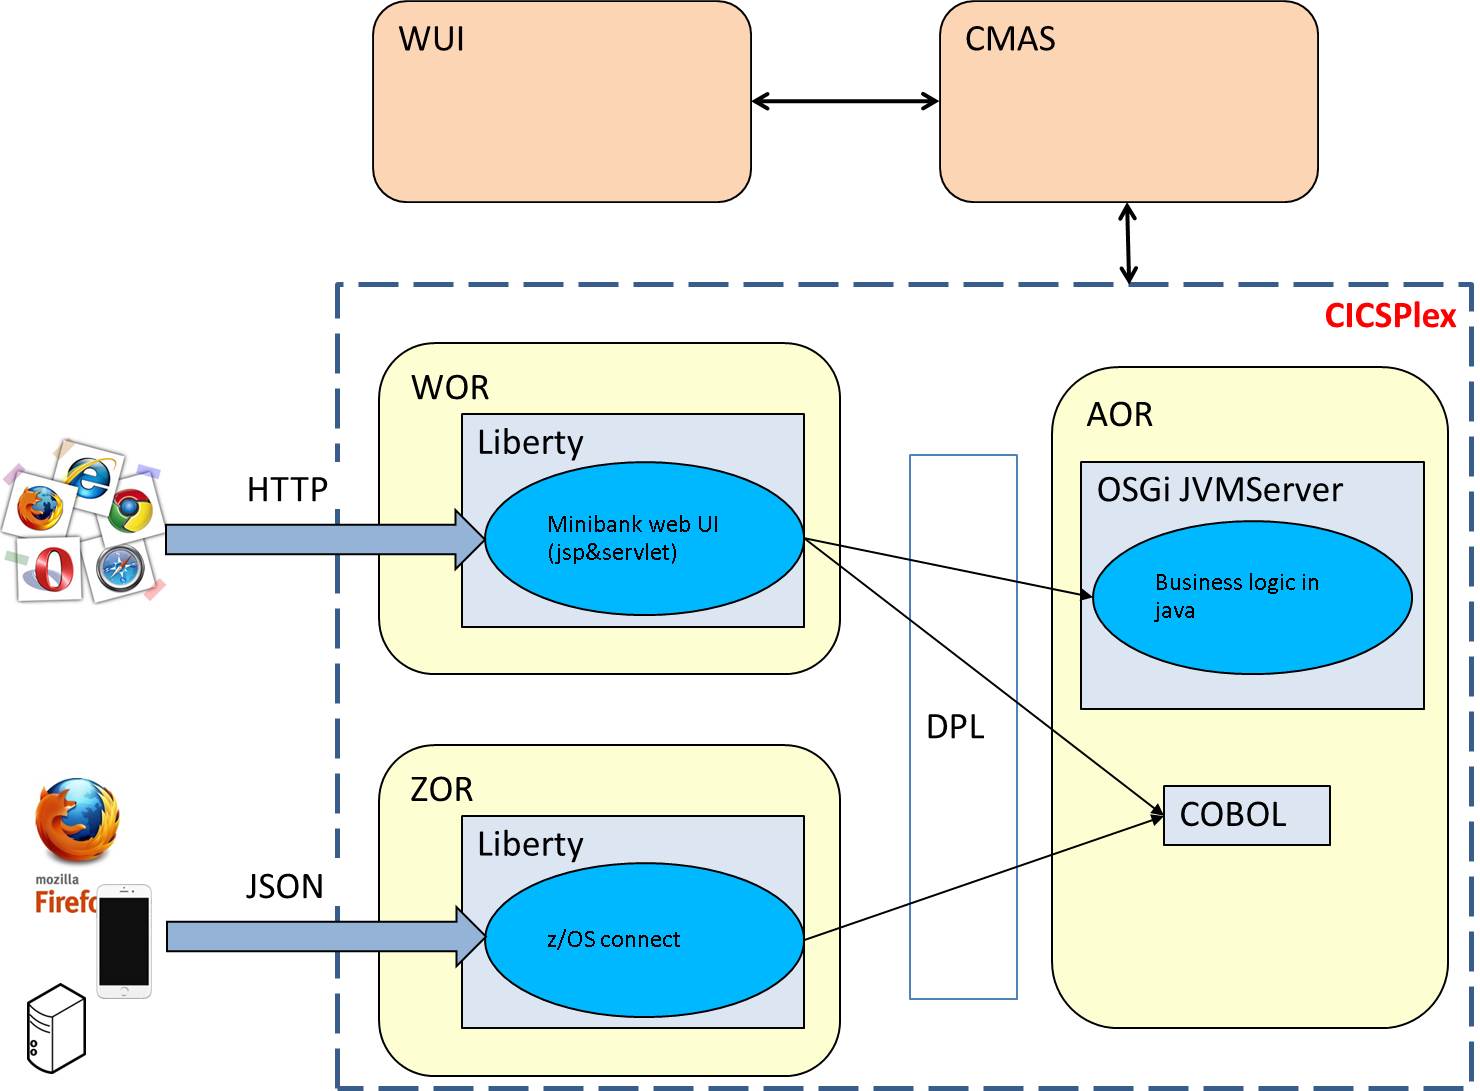 WUI
CMAS
CICSPlex
WOR
Liberty
Minibank web UI
(jsp&servlet)
HTTP
AOR
OSGi JVMServer
Business logic in
java
DPL
COBOL
ZOR
Liberty
z/OS connect
JSON
mozilla
Firefo